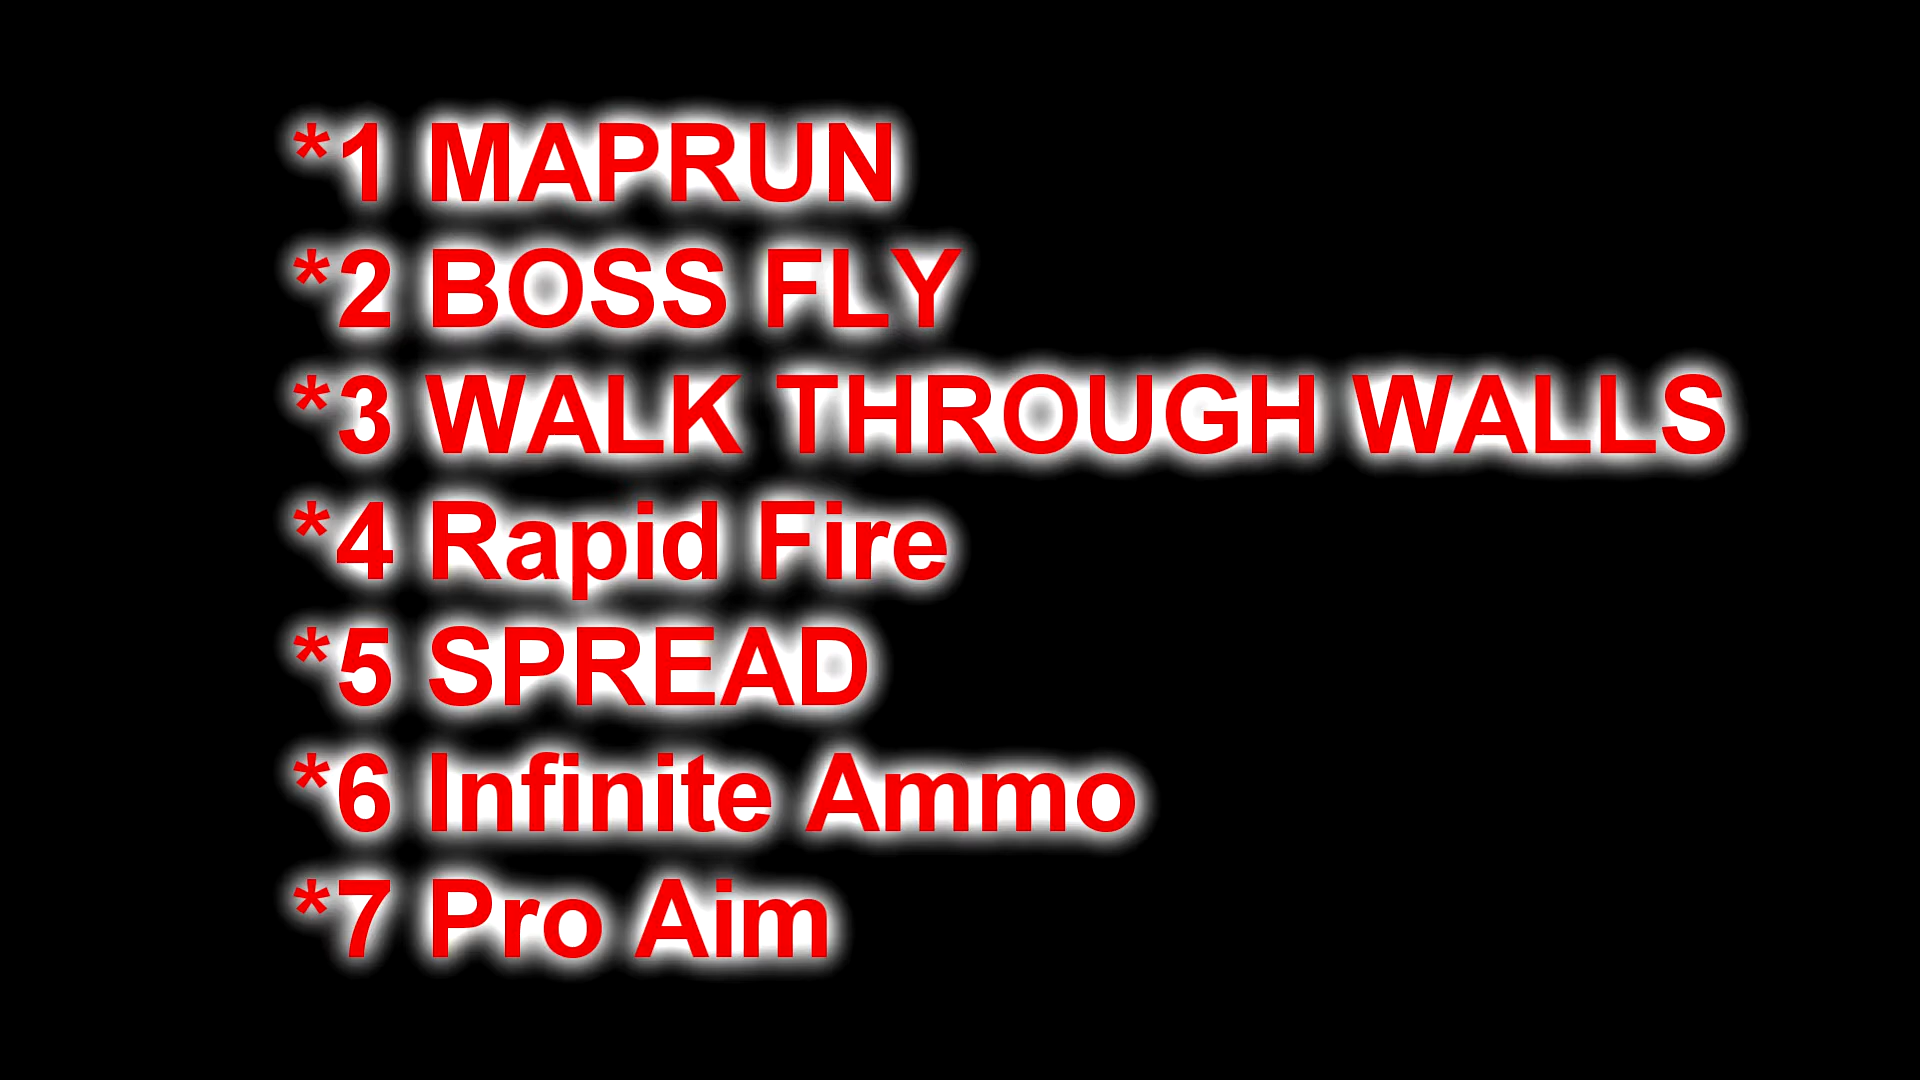 *1 MAPRUN
*2 BOSS FLY
*3 WALK THROUGH WALLS
*4 Rapid Fire
*5 SPREAD
*6 Infinite Ammo
*7 Pro Aim